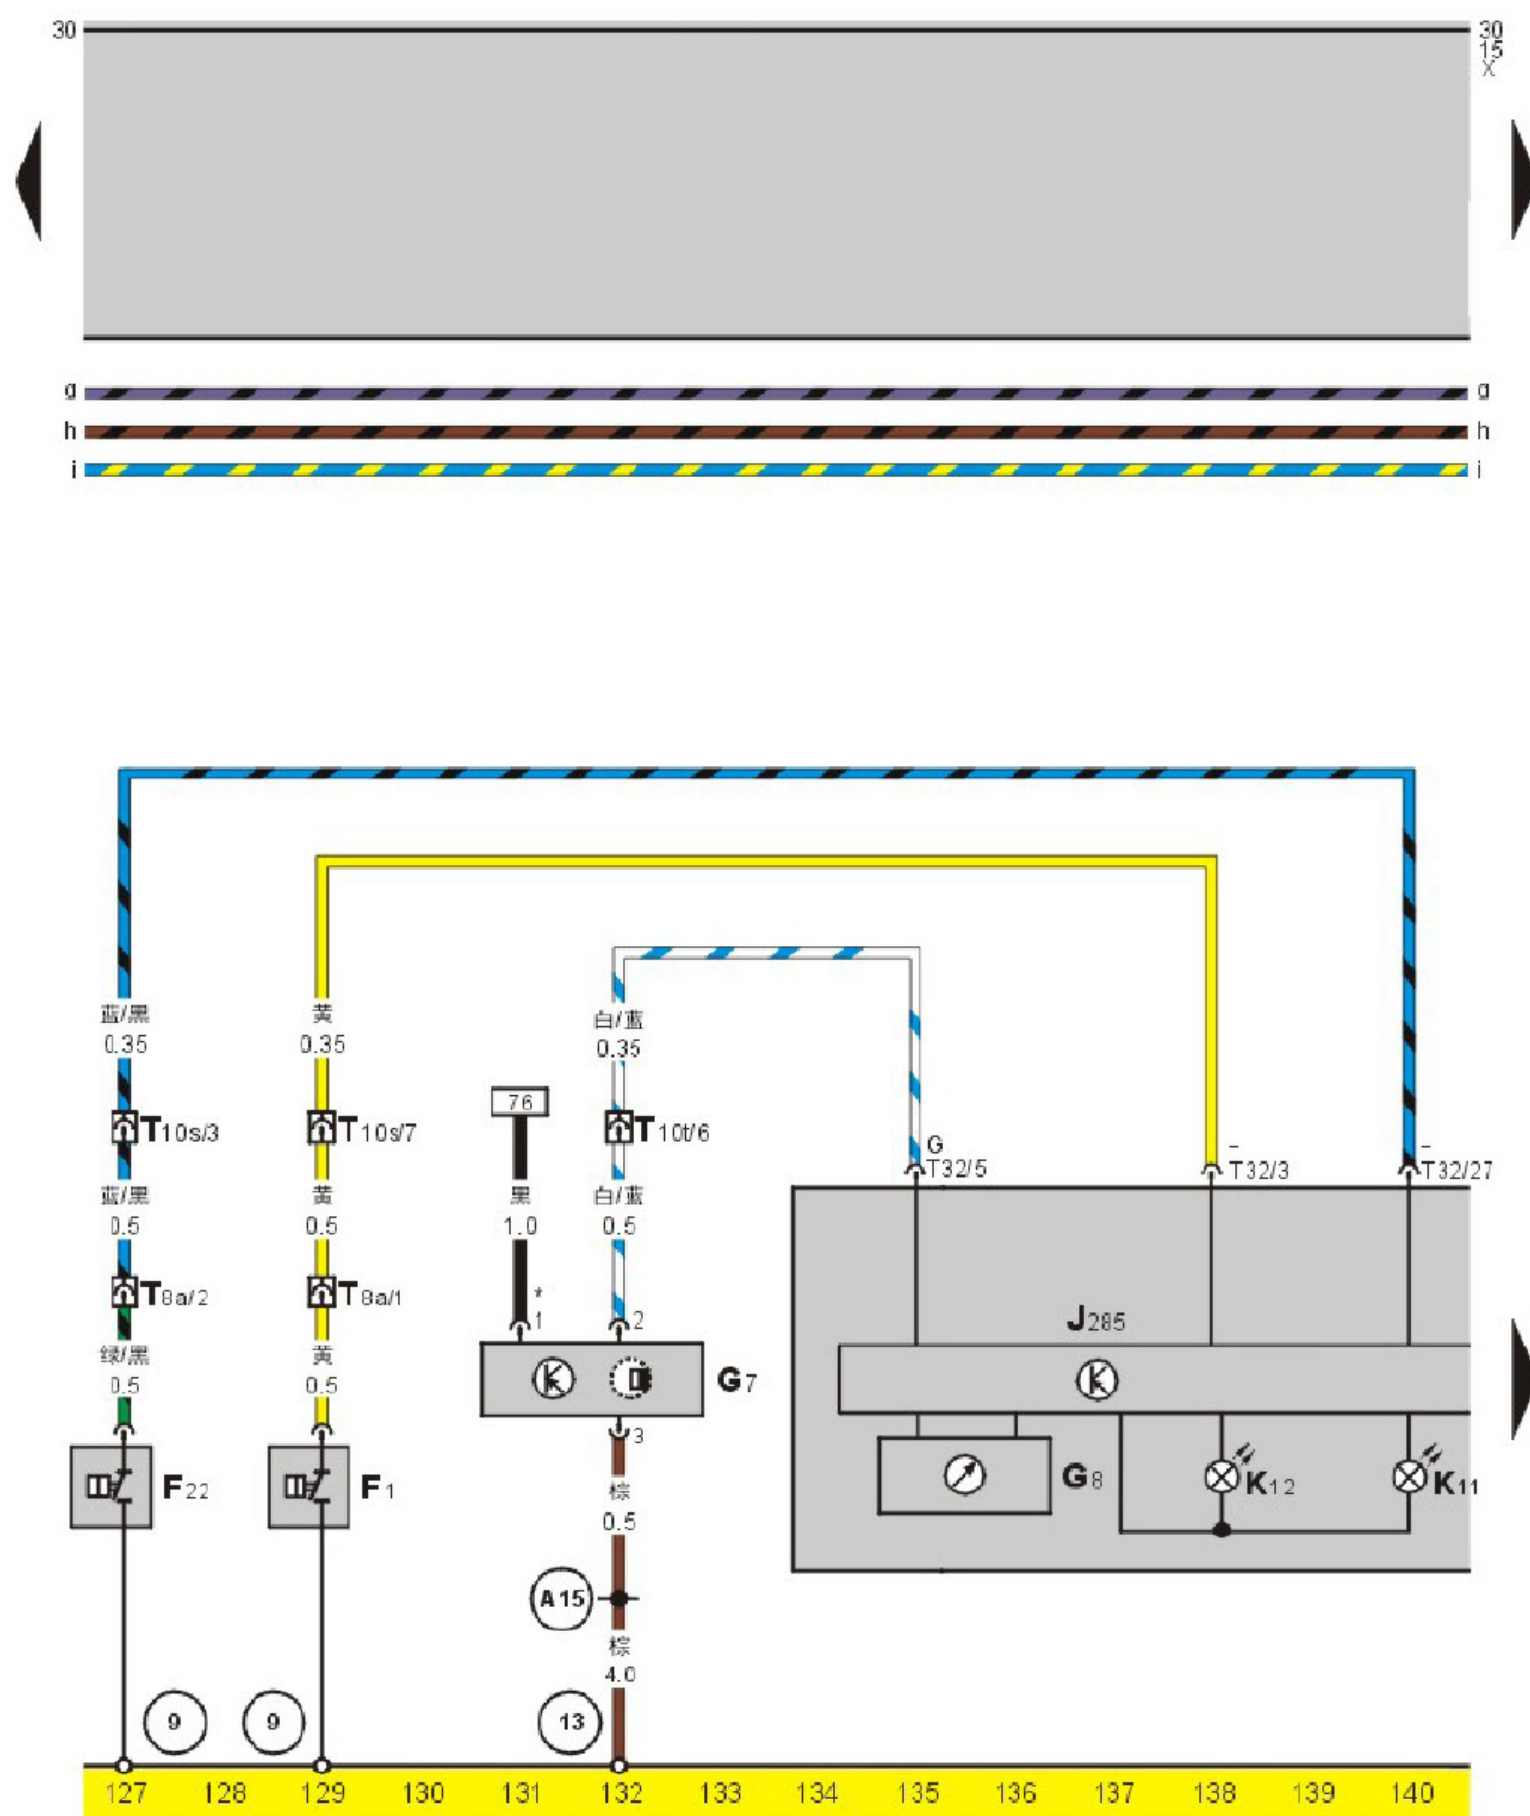 30 30
15
X
g g
h h
i i
蓝/黑 黄 白/蓝
0.35 0.35 0.35
76
T10s/3 T10s/7 T10t/6
G - -
T32/5 T32/3 T32/27
蓝/黑 黄 黑 白/蓝
0.5 0.5 1.0 0.5
T8a/2 T8a/1 * 1 2
J285
绿/黑 黄
0.5 0.5
G7
3
F22 F1 棕 G8 K12 K11
0.5
A15
棕
4.0
9 9 13
127 128 129 130 131 132 133 134 135 136 137 138 139 140